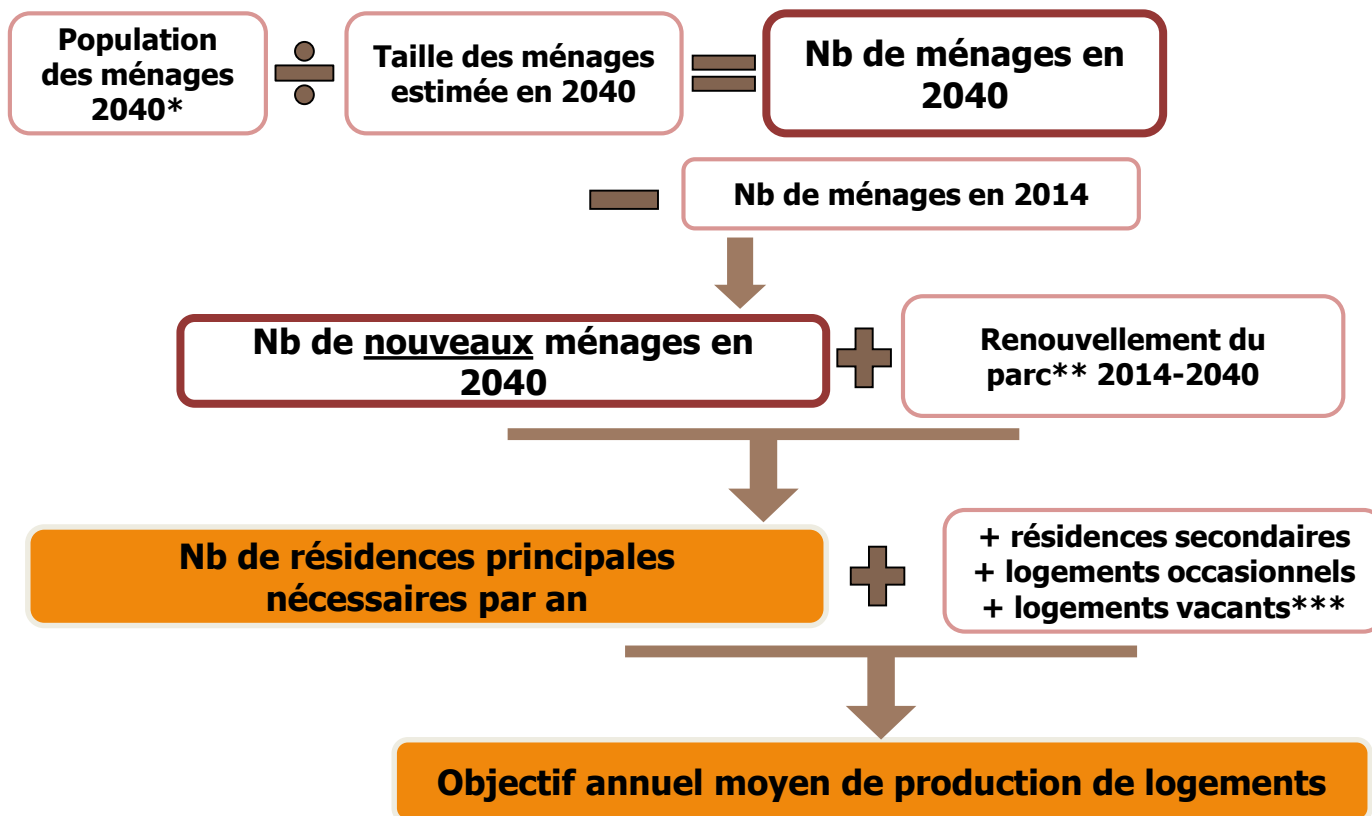 Population
des ménages
2040*
Taille des ménages
estimée en 2040
Nb de ménages en
2040
Nb de ménages en 2014
Nb de nouveaux ménages en
2040
Renouvellement du
parc** 2014-2040
Nb de résidences principales
nécessaires par an
+ résidences secondaires
+ logements occasionnels
+ logements vacants***
Objectif annuel moyen de production de logements